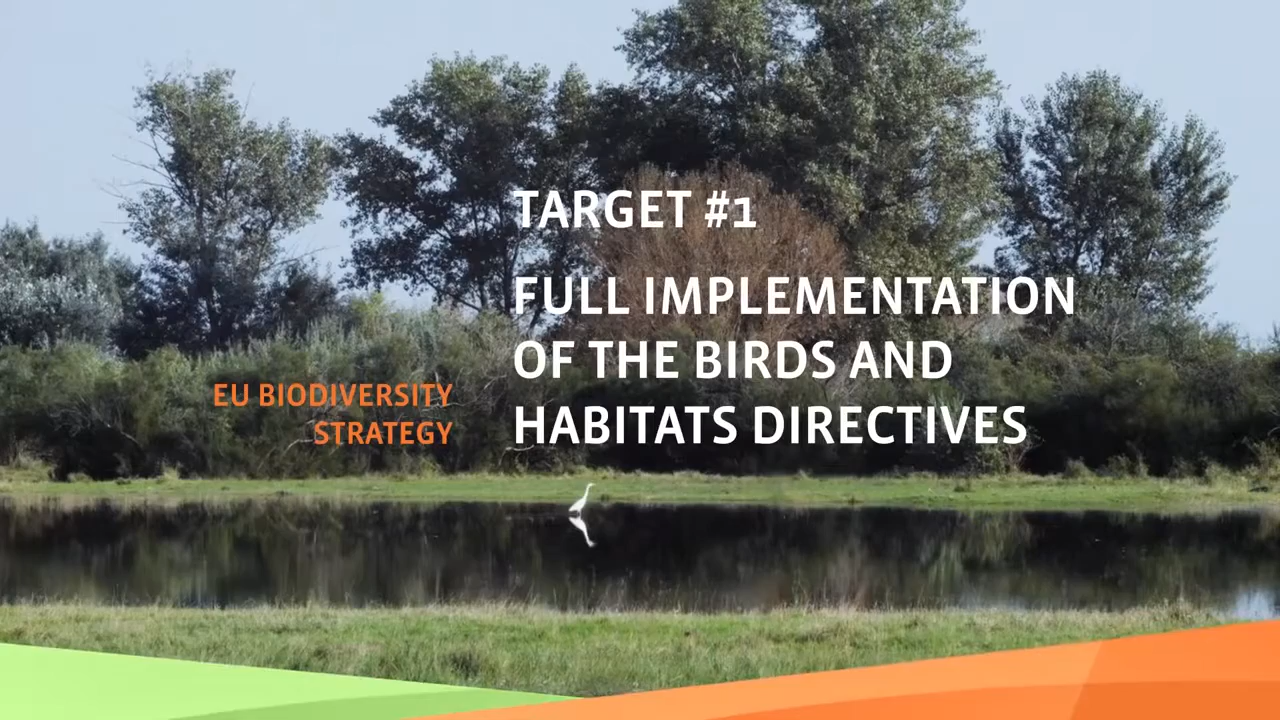 TARGET #1
FULL IMPLEMENTATION
OF THE BIRDS AND
HABITATS DIRECTIVES
EU BIODIVERSITY
STRATEGY